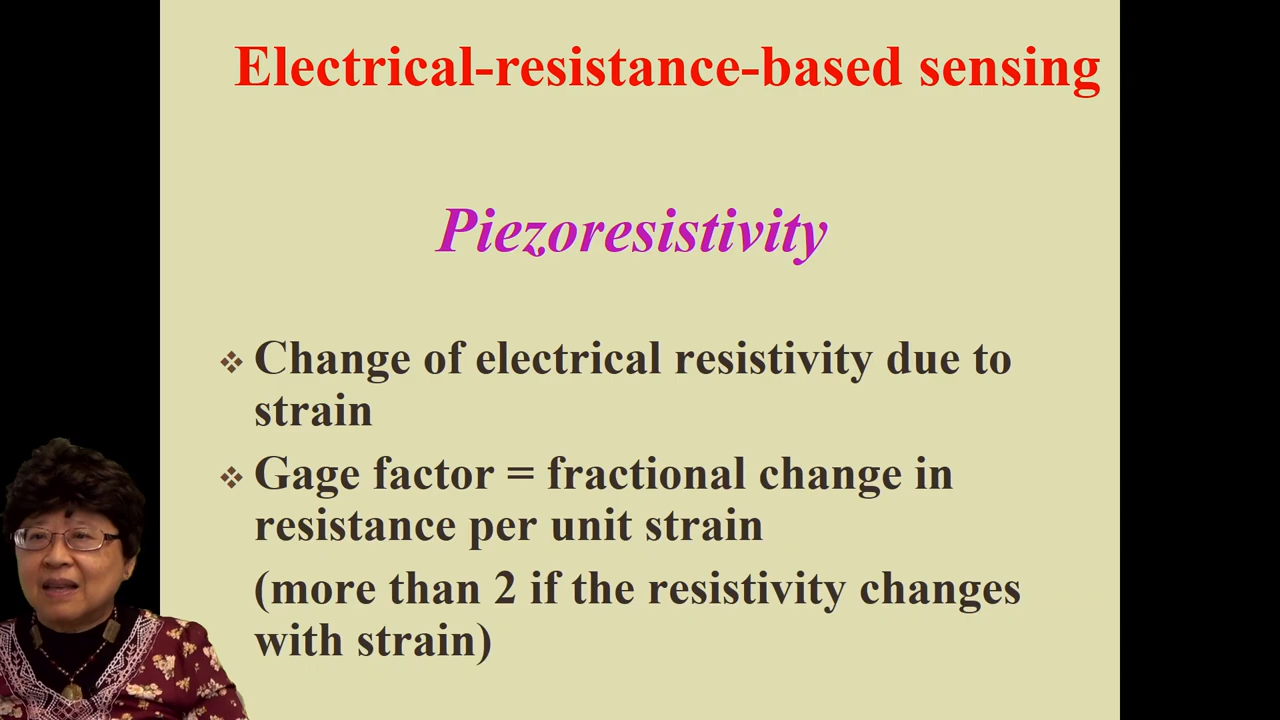 Electrical-resistance-based sensing
Piezoresistivity
❖ Change of electrical resistivity due to
strain
❖ Gage factor = fractional change in
resistance per unit strain
(more than 2 if the resistivity changes
with strain)